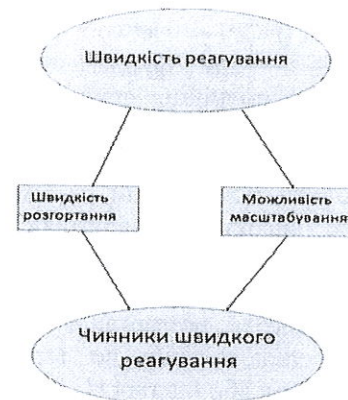 Швидкість реагування
Швидкість
розгортання
Можливість
масштабування
Чинники швидкого
реагування